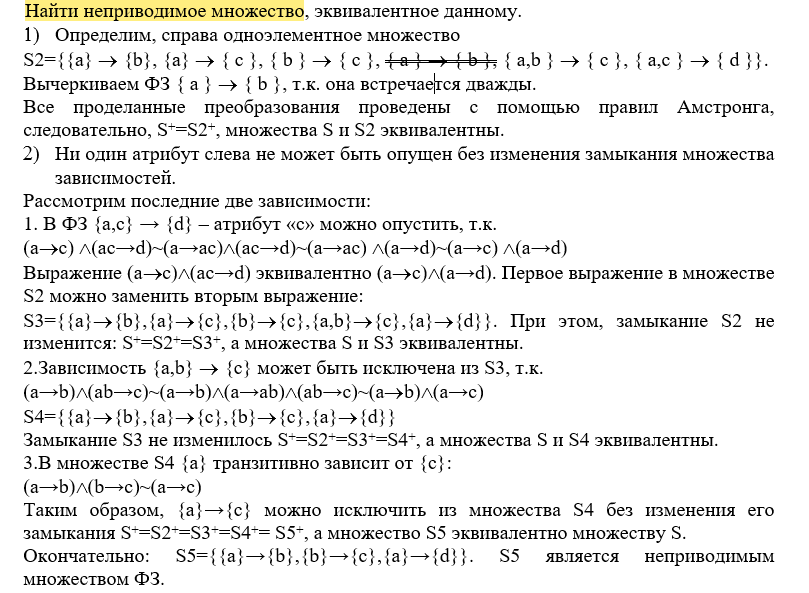 Найти неприводимое множество, эквивалентное данному.
1) Определим, справа одноэлементное множество
S2={{a} → {b}, {a} → { c }, { b } → { c }, { a } → { b }, { a,b } → { c }, { a,c } → { d }}.
Вычеркиваем ФЗ { a } → { b }, т.к. она встречается дважды.
Все проделанные преобразования проведены с помощью правил Амстронга,
следовательно, S⁺=S2⁺, множества S и S2 эквивалентны.
2) Ни один атрибут слева не может быть опущен без изменения замыкания множества
зависимостей.
Рассмотрим последние две зависимости:
1. В ФЗ {a,c} → {d} – атрибут «c» можно опустить, т.к.
(a→c) ∧(ac→d)~(a→ac)∧(ac→d)~(a→ac) ∧(a→d)~(a→c) ∧(a→d)
Выражение (a→c)∧(ac→d) эквивалентно (a→c)∧(a→d). Первое выражение в множестве
S2 можно заменить вторым выражение:
S3={{a}→{b},{a}→{c},{b}→{c},{a,b}→{c},{a}→{d}}. При этом, замыкание S2 не
изменится: S⁺=S2⁺=S3⁺, а множества S и S3 эквивалентны.
2.Зависимость {a,b} → {c} может быть исключена из S3, т.к.
(a→b)∧(ab→c)~(a→b)∧(a→ab)∧(ab→c)~(a→b)∧(a→c)
S4={{a}→{b},{a}→{c},{b}→{c},{a}→{d}}
Замыкание S3 не изменилось S⁺=S2⁺=S3⁺=S4⁺, а множества S и S4 эквивалентны.
3.В множестве S4 {a} транзитивно зависит от {c}:
(a→b)∧(b→c)~(a→c)
Таким образом, {a}→{c} можно исключить из множества S4 без изменения его
замыкания S⁺=S2⁺=S3⁺=S4⁺= S5⁺, а множество S5 эквивалентно множеству S.
Окончательно: S5={{a}→{b},{b}→{c},{a}→{d}}. S5 является неприводимым
множеством ФЗ.